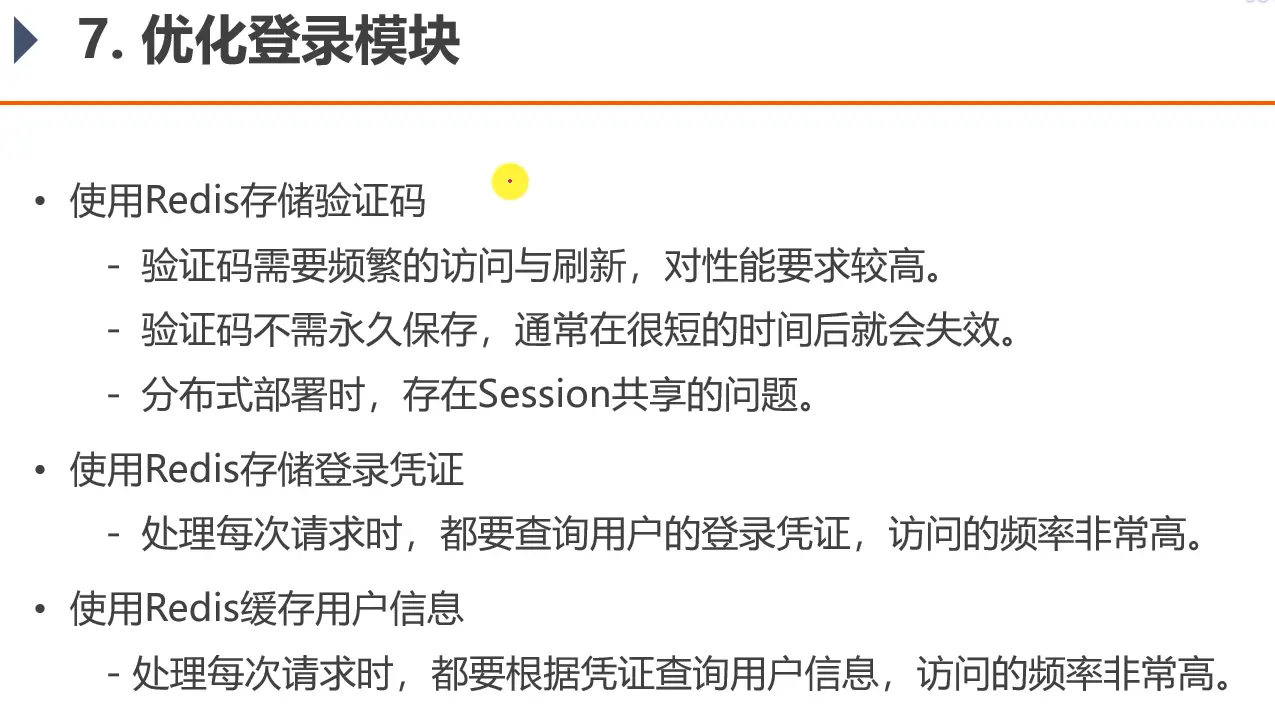 7. 优化登录模块
• 使用Redis存储验证码
- 验证码需要频繁的访问与刷新，对性能要求较高。
- 验证码不需永久保存，通常在很短的时间后就会失效。
- 分布式部署时，存在Session共享的问题。
• 使用Redis存储登录凭证
- 处理每次请求时，都要查询用户的登录凭证，访问的频率非常高。
• 使用Redis缓存用户信息
- 处理每次请求时，都要根据凭证查询用户信息，访问的频率非常高。